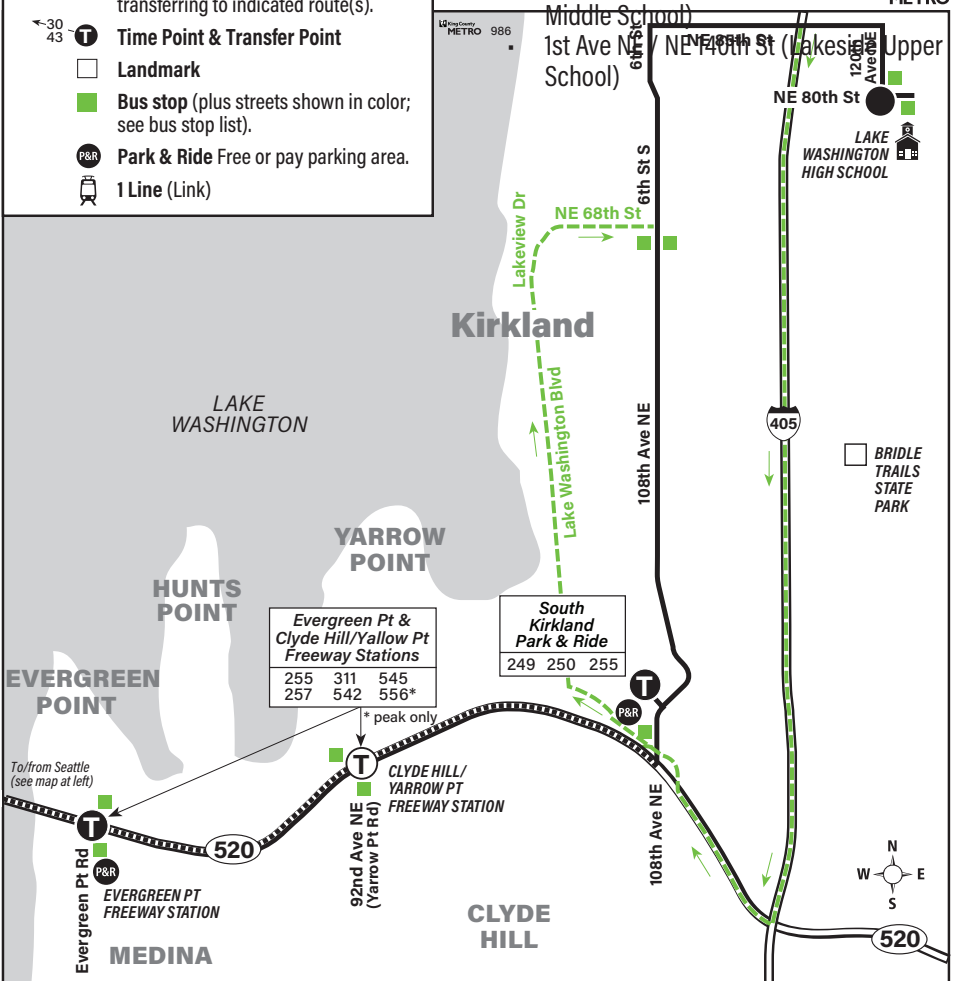 transferring to indicated route(s).
30
43
T
Time Point & Transfer Point
Landmark
Bus stop (plus streets shown in color;
see bus stop list).
P&R
Park & Ride Free or pay parking area.
1 Line (Link)
King County
METRO 986
METRO
Middle School)
1st Ave NE / NE 140th St (Lakeside Upper
School)
6th St
NE 85th St
120th
Ave NE
NE 80th St
LAKE
WASHINGTON
HIGH SCHOOL
6th St S
Lakeview Dr
NE 68th St
Kirkland
LAKE
WASHINGTON
Lake Washington Blvd
108th Ave NE
405
BRIDLE
TRAILS
STATE
PARK
YARROW
POINT
HUNTS
POINT
EVERGREEN
POINT
Evergreen Pt &
Clyde Hill/Yallow Pt
Freeway Stations
255 311 545
257 542 556*
* peak only
South
Kirkland
Park & Ride
249 250 255
T
P&R
To/from Seattle
(see map at left)
T
CLYDE HILL/
YARROW PT
FREEWAY STATION
T
520
92nd Ave NE
(Yarrow Pt Rd)
108th Ave NE
Evergreen Pt Rd
P&R
EVERGREEN PT
FREEWAY STATION
MEDINA
CLYDE
HILL
N
W E
S
520